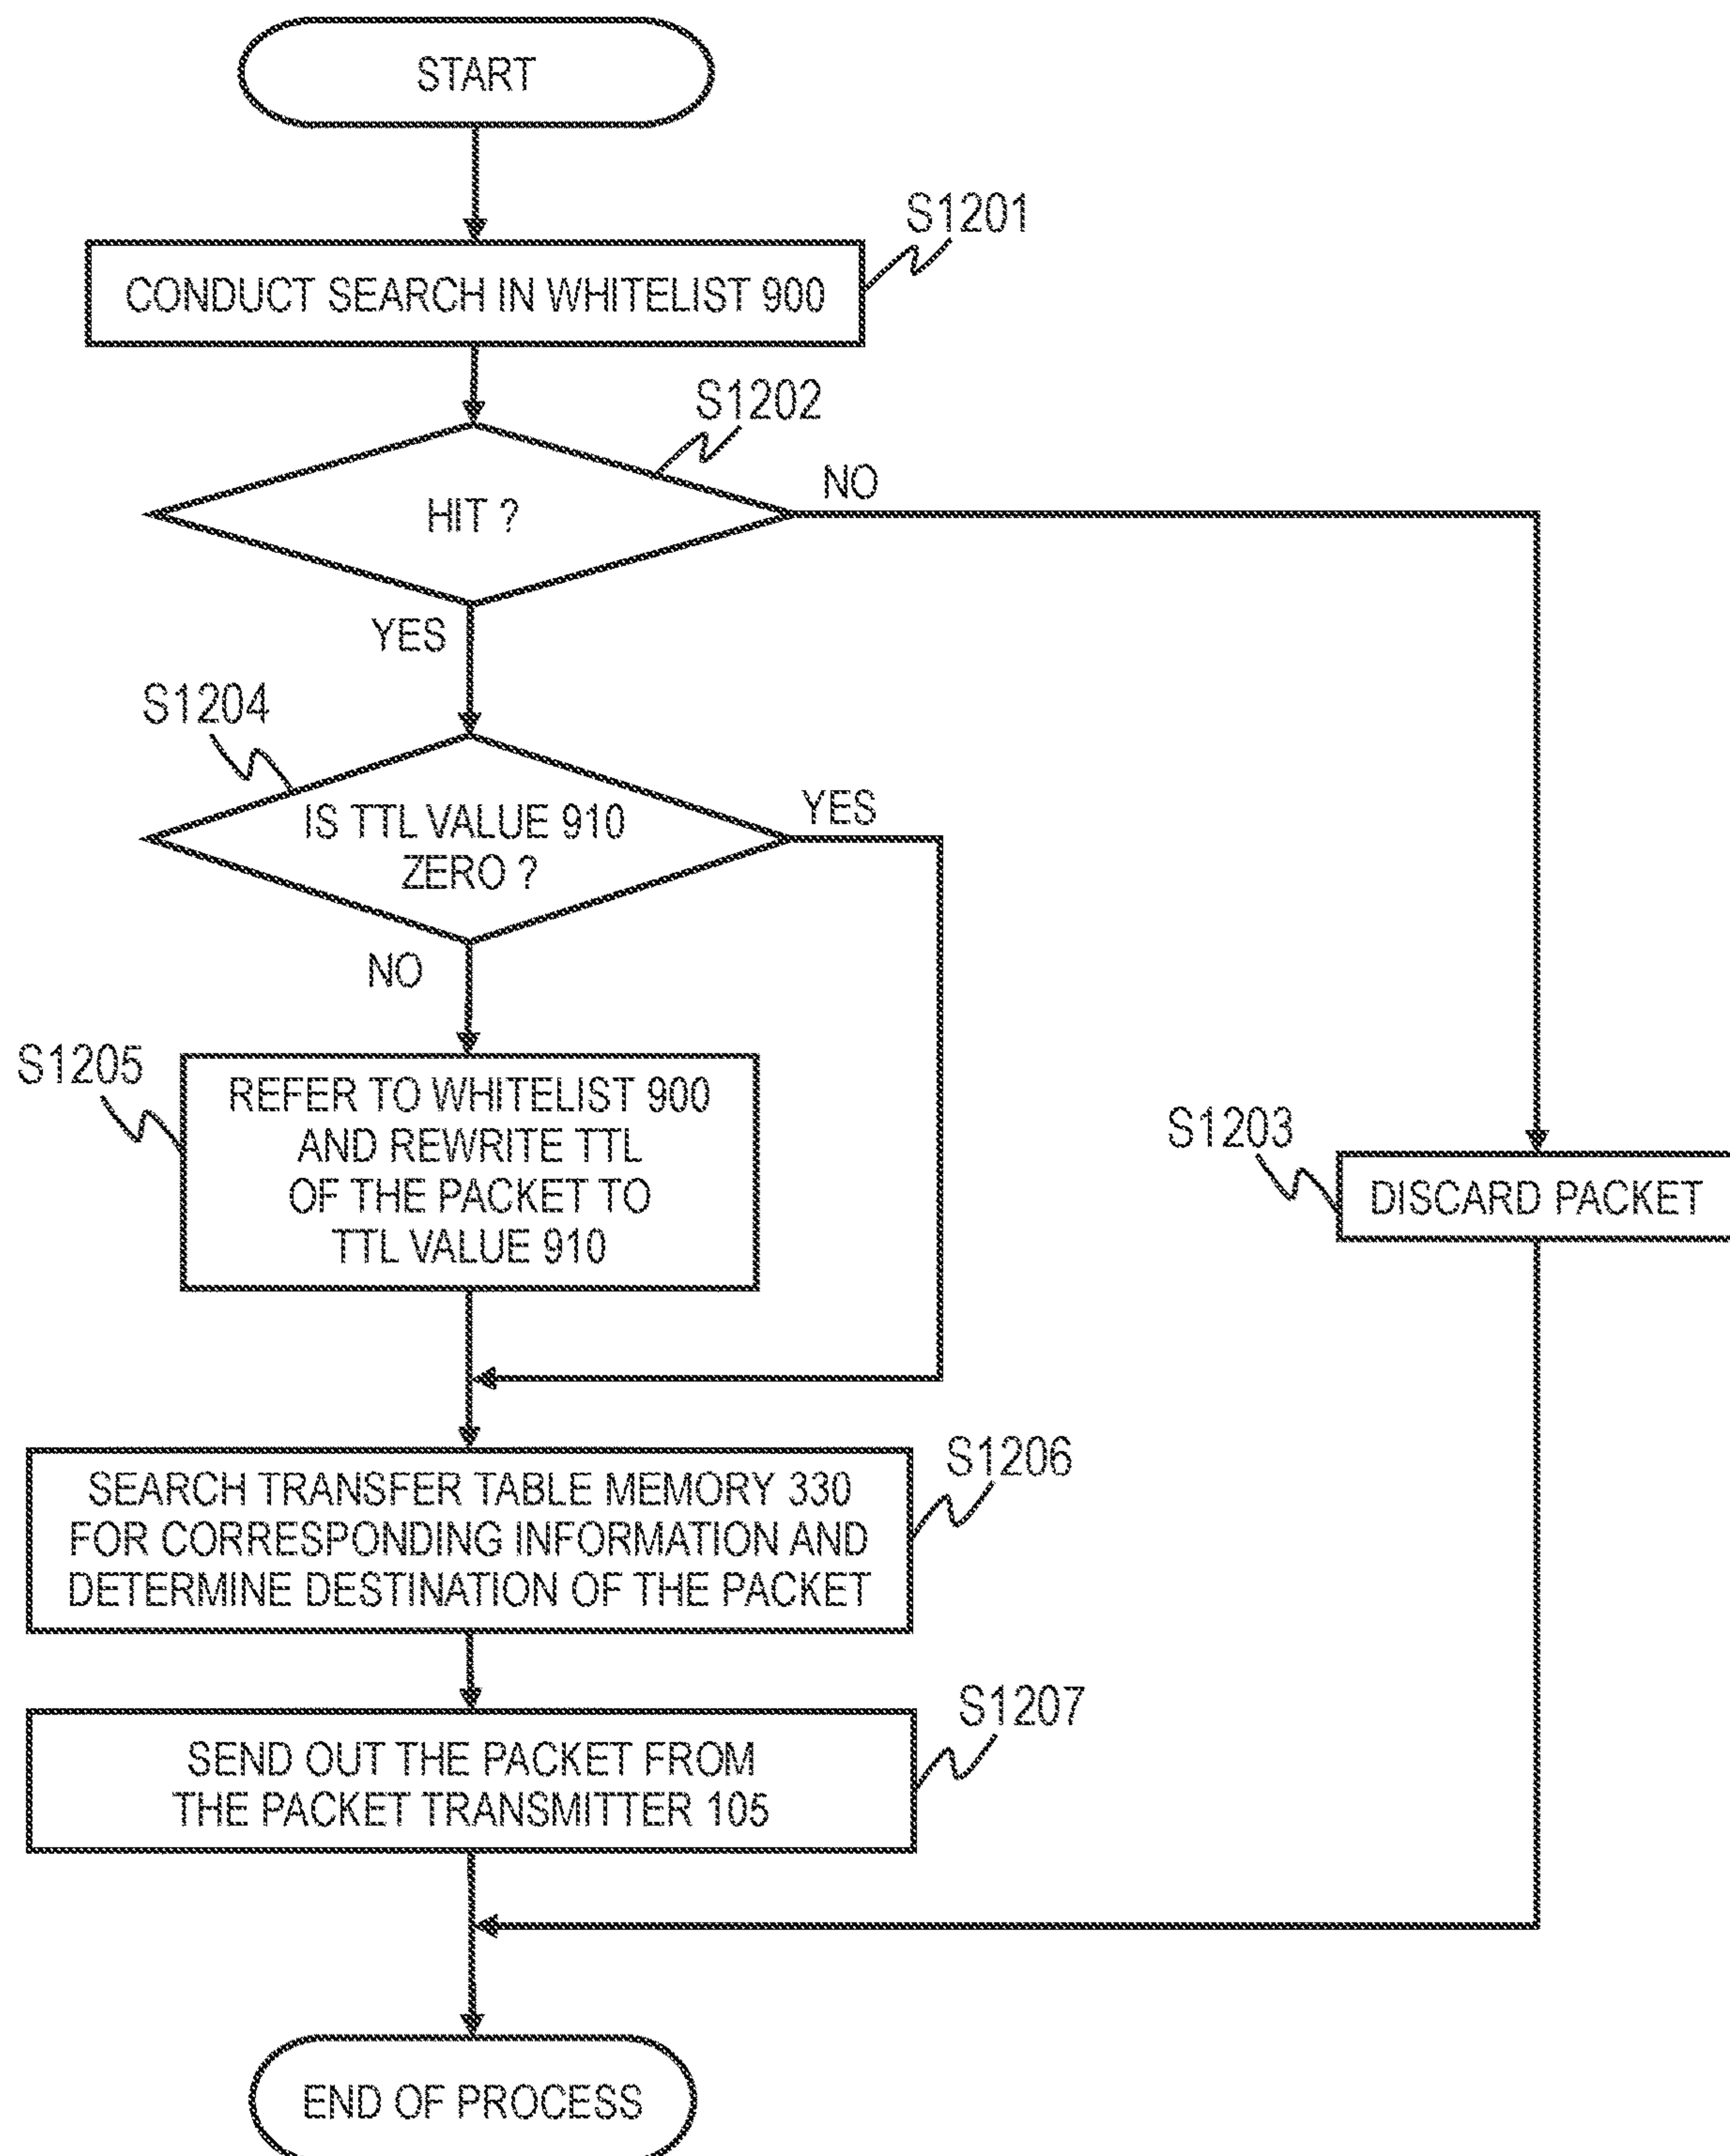 START
S1201
CONDUCT SEARCH IN WHITELIST 900
S1202
HIT ?
NO
YES
S1204
IS TTL VALUE 910
ZERO ?
YES
NO
S1205
REFER TO WHITELIST 900
AND REWRITE TTL
OF THE PACKET TO
TTL VALUE 910
S1203
DISCARD PACKET
S1206
SEARCH TRANSFER TABLE MEMORY 330
FOR CORRESPONDING INFORMATION AND
DETERMINE DESTINATION OF THE PACKET
S1207
SEND OUT THE PACKET FROM
THE PACKET TRANSMITTER 105
END OF PROCESS